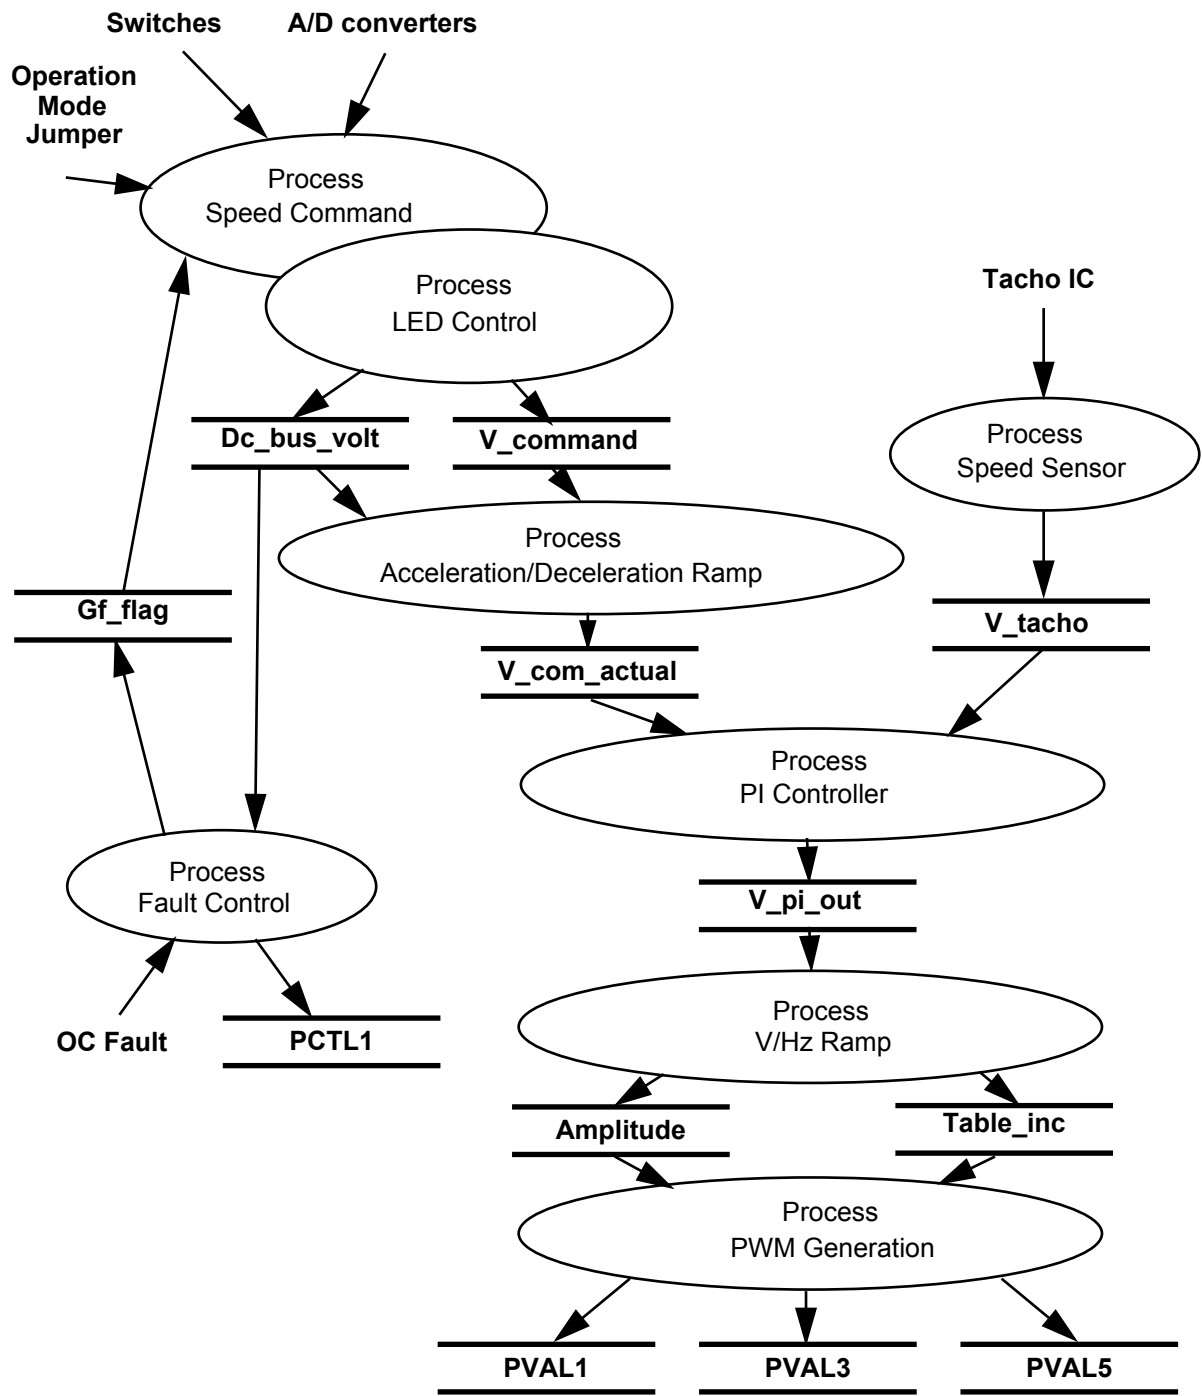 Switches
A/D converters
Operation
Mode
Jumper
Process
Speed Command
Process
LED Control
Tacho IC
Dc_bus_volt
V_command
Process
Speed Sensor
Process
Acceleration/Deceleration Ramp
Gf_flag
V_tacho
V_com_actual
Process
PI Controller
Process
Fault Control
V_pi_out
Process
V/Hz Ramp
OC Fault
PCTL1
Amplitude
Table_inc
Process
PWM Generation
PVAL1
PVAL3
PVAL5